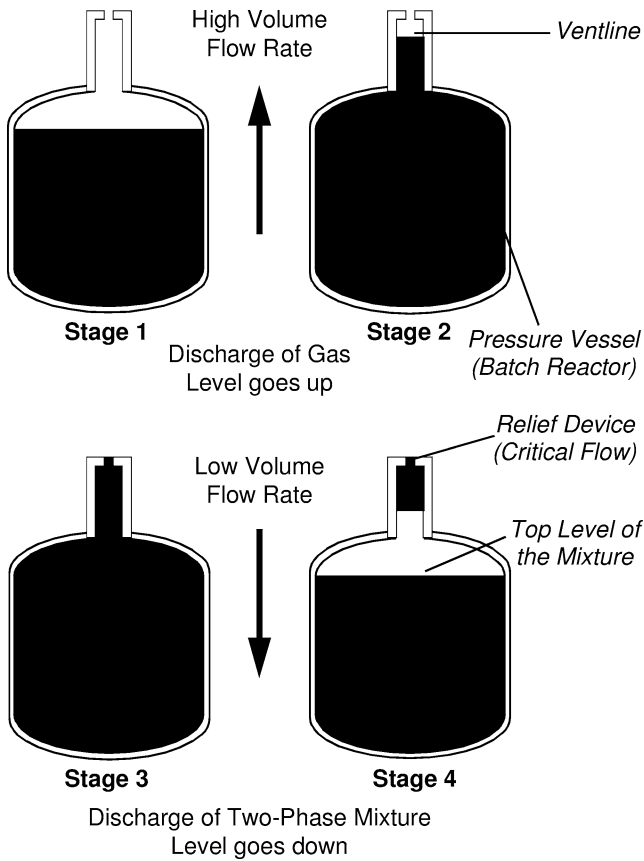 High Volume
Flow Rate
Ventline
Stage 1
Stage 2
Pressure Vessel
(Batch Reactor)
Discharge of Gas
Level goes up
Relief Device
(Critical Flow)
Low Volume
Flow Rate
Top Level of
the Mixture
Stage 3
Stage 4
Discharge of Two-Phase Mixture
Level goes down